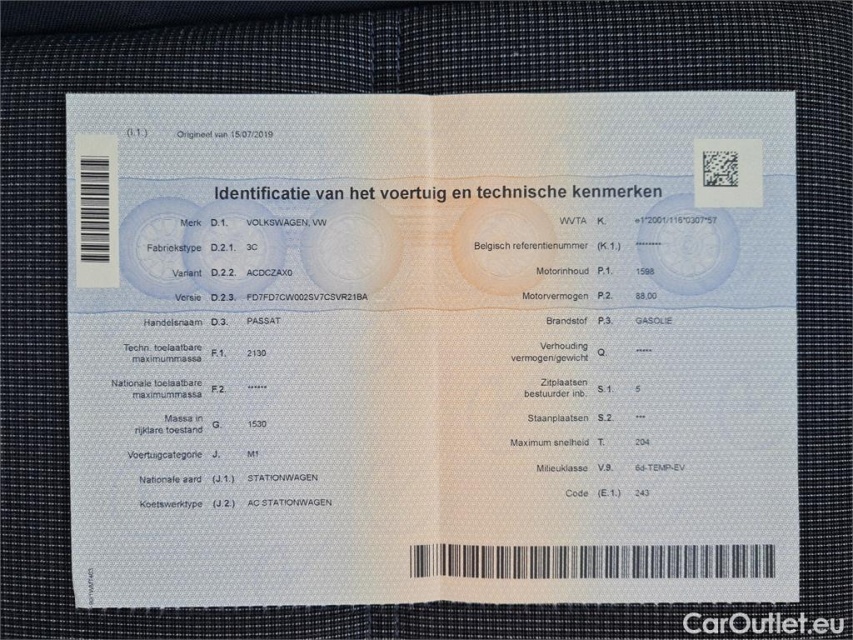 (I.1.) Origineel van 15/07/2019
Identificatie van het voertuig en technische kenmerken
Merk D.1. VOLKSWAGEN, VW
Fabriekstype D.2.1. 3C
Variant D.2.2. ACDCZAX0
Versie D.2.3. FD7FD7CW002SV7CSVR21BA
Handelsnaam D.3. PASSAT
Techn. toelaatbare
maximummassa F.1. 2130
Nationale toelaatbare
maximummassa F.2. ******
Massa in
rijklare toestand G. 1530
Voertuigcategorie J. M1
Nationale aard (J.1.) STATIONWAGEN
Koetswerktype (J.2.) AC STATIONWAGEN
WVTA K. e1*2001/116*0307*57
Belgisch referentienummer (K.1.) ********
Motorinhoud P.1. 1598
Motorvermogen P.2. 88,00
Brandstof P.3. GASOLIE
Verhouding
vermogen/gewicht Q. *****
Zitplaatsen
bestuurder inb. S.1. 5
Staanplaatsen S.2. ***
Maximum snelheid T. 204
Milieuklasse V.9. 6d-TEMP-EV
Code (E.1.) 243
CarOutlet.eu